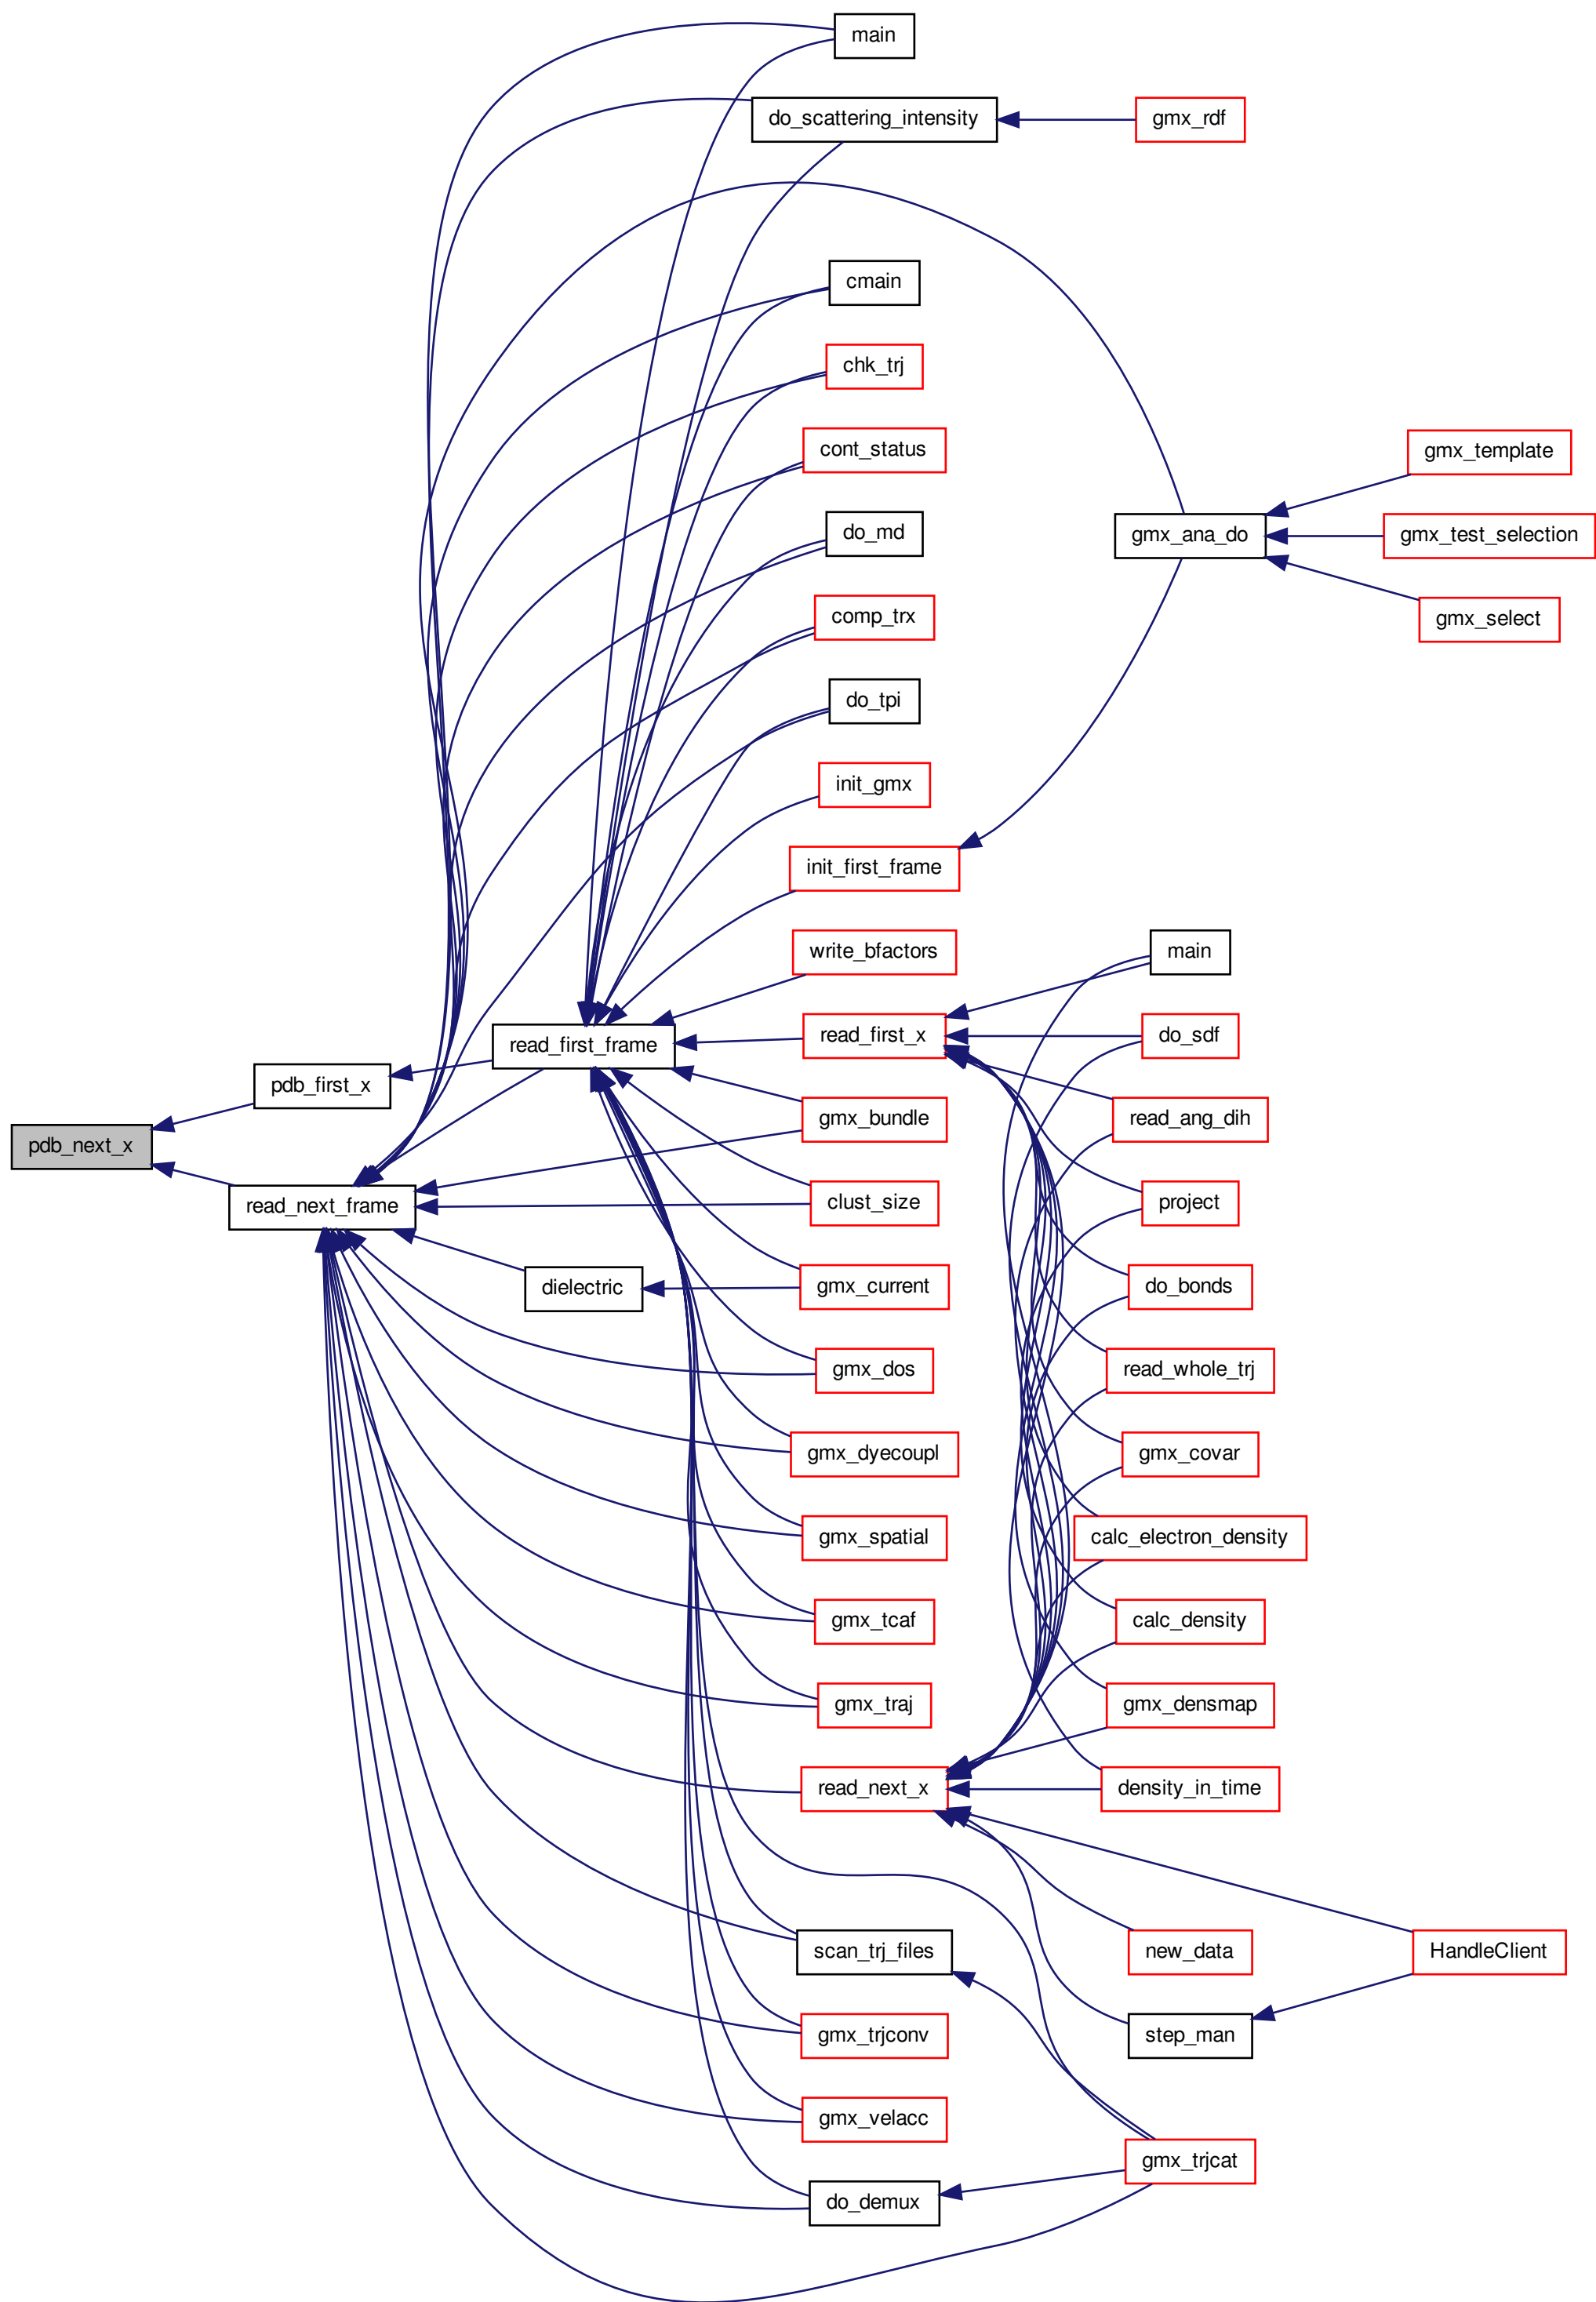 main
do_scattering_intensity
gmx_rdf
cmain
chk_trj
cont_status
gmx_template
do_md
gmx_ana_do
gmx_test_selection
comp_trx
gmx_select
do_tpi
init_gmx
init_first_frame
write_bfactors
main
read_first_frame
read_first_x
do_sdf
pdb_first_x
gmx_bundle
read_ang_dih
pdb_next_x
read_next_frame
clust_size
project
dielectric
gmx_current
do_bonds
gmx_dos
read_whole_trj
gmx_dyecoupl
gmx_covar
gmx_spatial
calc_electron_density
gmx_tcaf
calc_density
gmx_traj
gmx_densmap
read_next_x
density_in_time
scan_trj_files
new_data
HandleClient
gmx_trjconv
step_man
gmx_velacc
gmx_trjcat
do_demux